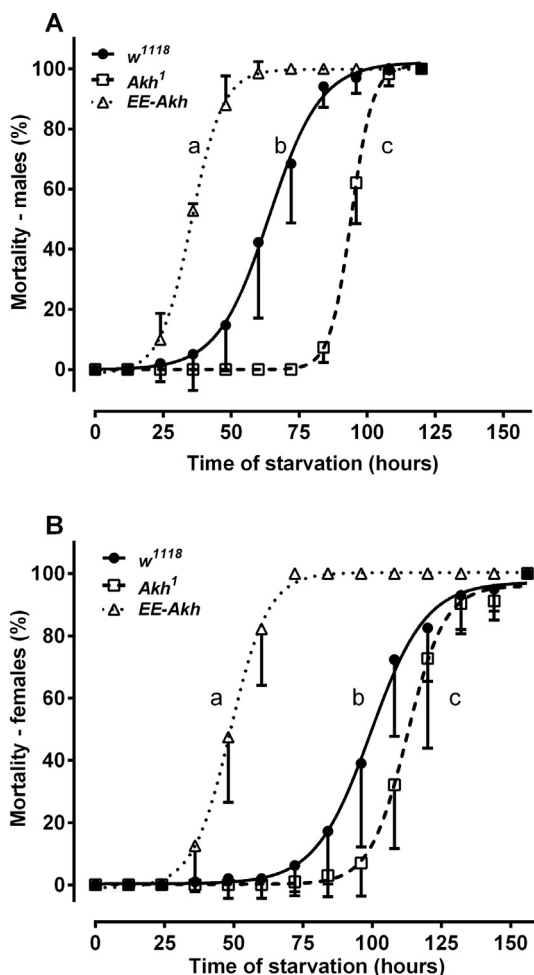 A
w1118
Akh1
EE-Akh
100
80
60
40
20
0
a
b
c
Mortality - males (%)
0
25
50
75
100
125
150
Time of starvation (hours)
B
w1118
Akh1
EE-Akh
100
80
60
40
20
0
a
b
c
Mortality - females (%)
0
25
50
75
100
125
150
Time of starvation (hours)